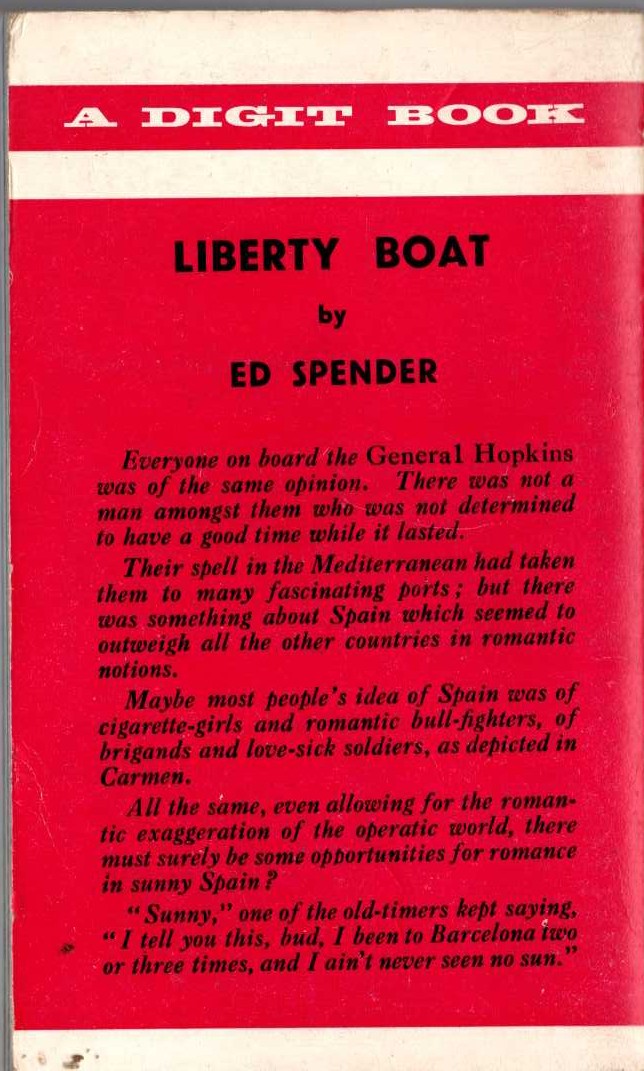 A DIGIT BOOK
LIBERTY BOAT
by
ED SPENDER
Everyone on board the General Hopkins
was of the same opinion. There was not a
man amongst them who was not determined
to have a good time while it lasted.
Their spell in the Mediterranean had taken
them to many fascinating ports; but there
was something about Spain which seemed to
outweigh all the other countries in romantic
notions.
Maybe most people's idea of Spain was of
cigarette-girls and romantic bull-fighters, of
brigands and love-sick soldiers, as depicted in
Carmen.
All the same, even allowing for the roman-
tic exaggeration of the operatic world, there
must surely be some opportunities for romance
in sunny Spain?
"Sunny," one of the old-timers kept saying,
"I tell you this, bud, I been to Barcelona two
or three times, and I ain't never seen no sun."